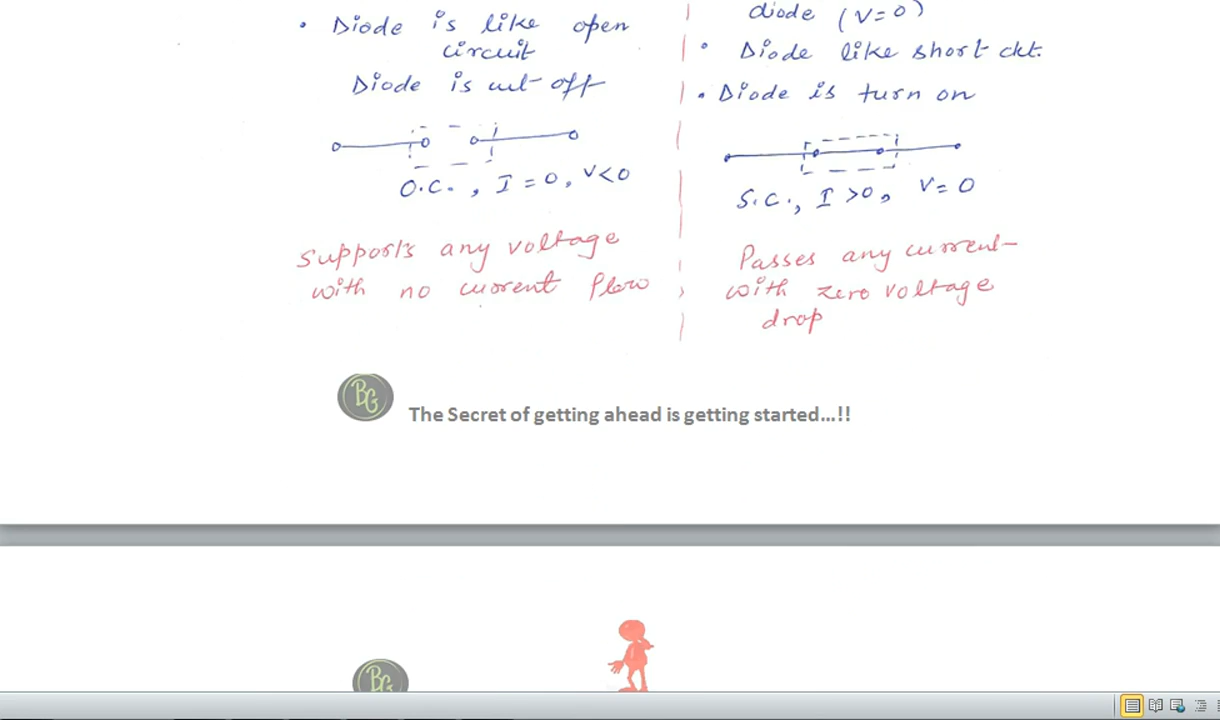 • Diode is like open
circuit
Diode is cut off
O.C. , I = 0, V<0
Supports any voltage
with no current flow
diode (V=0)
• Diode like short ckt.
• Diode is turn on
S.C., I >0, V= 0
Passes any current
with zero voltage
drop
BG
The Secret of getting ahead is getting started...!!
BG